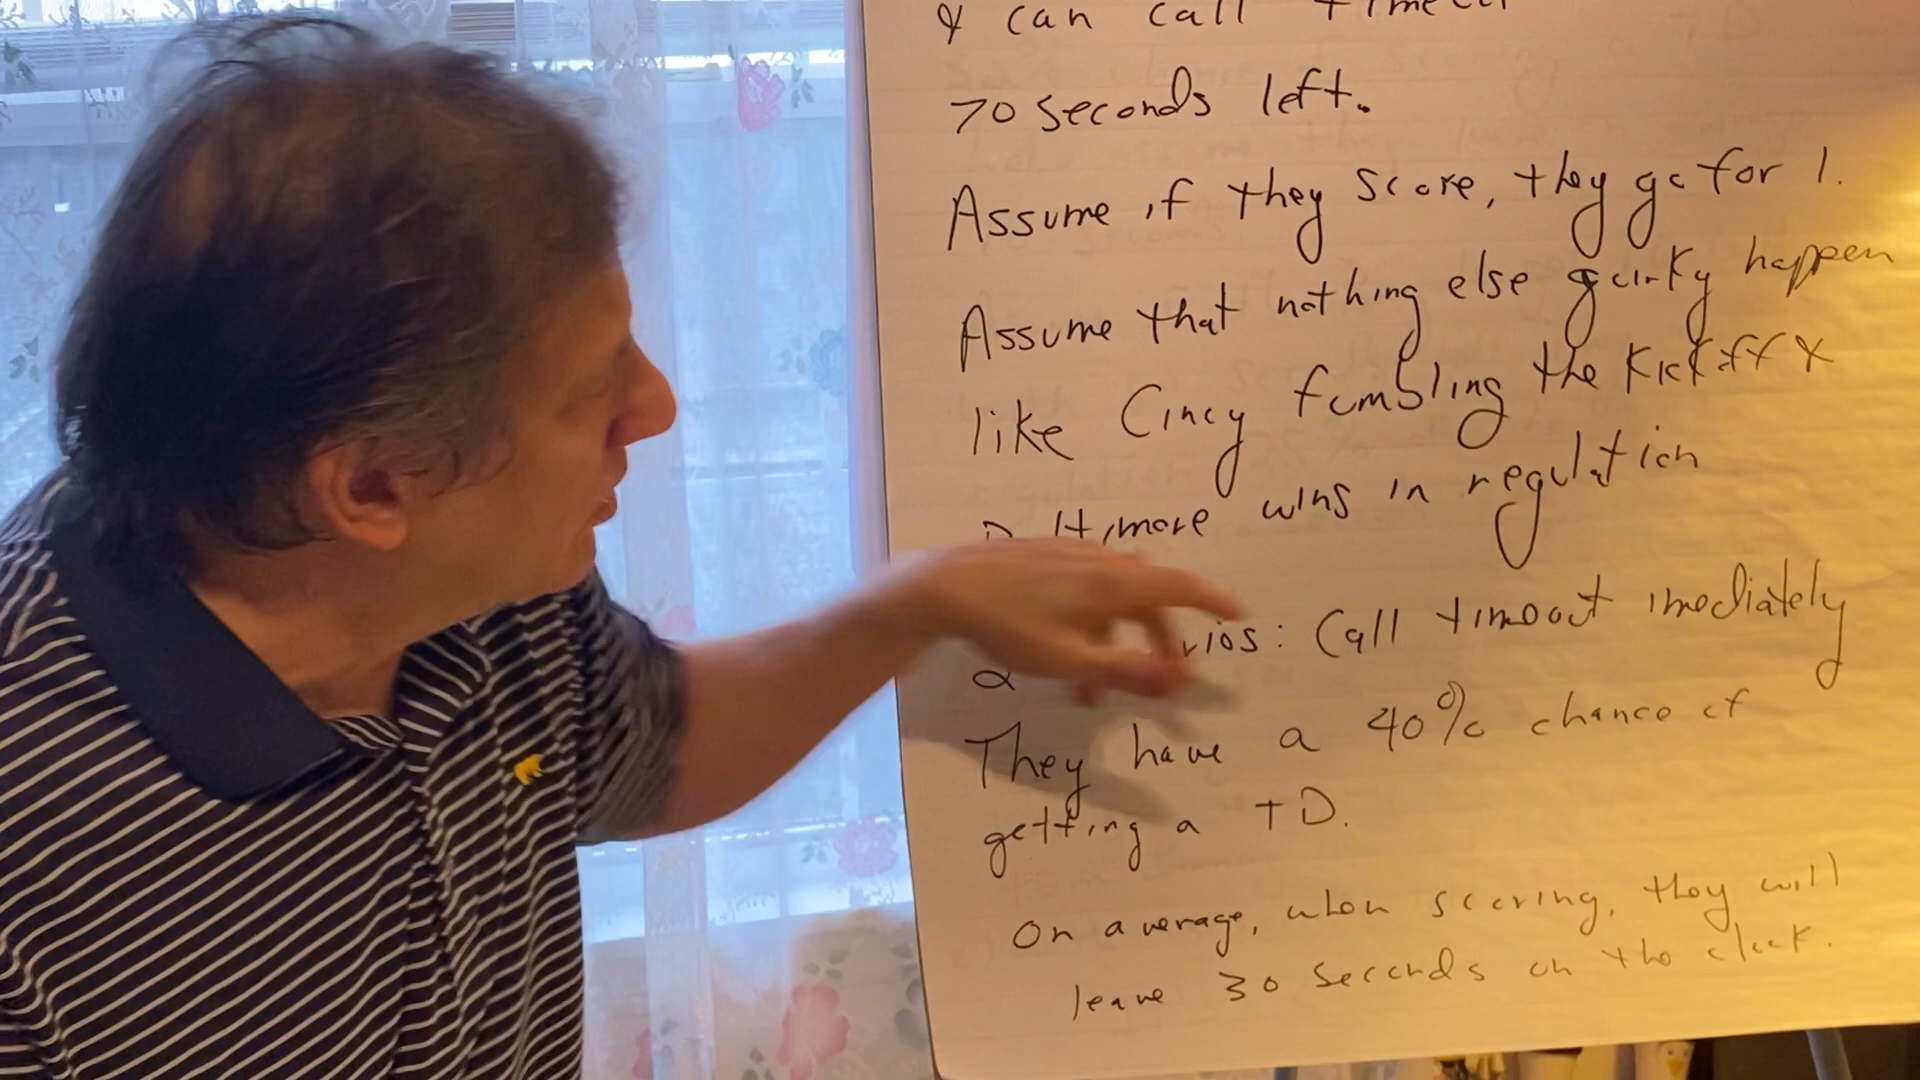 & can call
70 seconds left.
Assume if they score, they go for 1.
Assume that nothing else quirky happen
like Cincy fumbling the kickoff &
wins in regulation
2 : Call timeout imediately
They have a 40% chance of
getting a TD.
On average, when scoring, they will
leave 30 seconds on the clock.